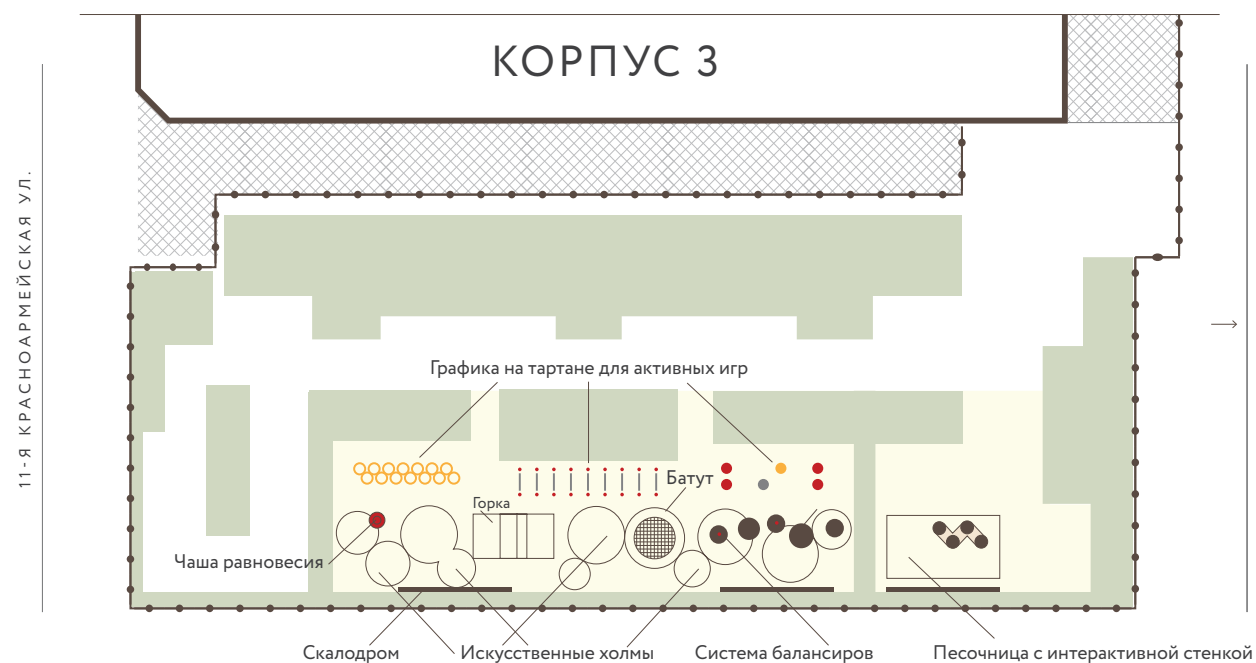 КОРПУС 3
11-Я КРАСНОАРМЕЙСКАЯ УЛ.
Графика на тартане для активных игр
Батут
Горка
Чаша равновесия
Скалодром
Искусственные холмы
Система балансиров
Песочница с интерактивной стенкой